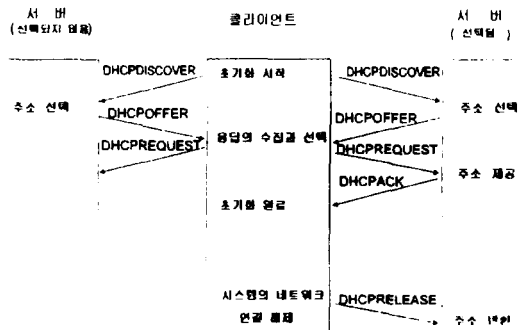 서 버
(선택되지 않음)
클라이언트
서 버
( 선택됨 )
DHCPDISCOVER
초기화 시작
DHCPDISCOVER
주소 선택
주소 선택
DHCPOFFER
DHCPOFFER
응답의 수집과 선택
DHCPREQUEST
DHCPREQUEST
주소 제공
DHCPACK
초기화 완료
시스템의 네트워크
연결 해제
DHCPRELEASE
주소